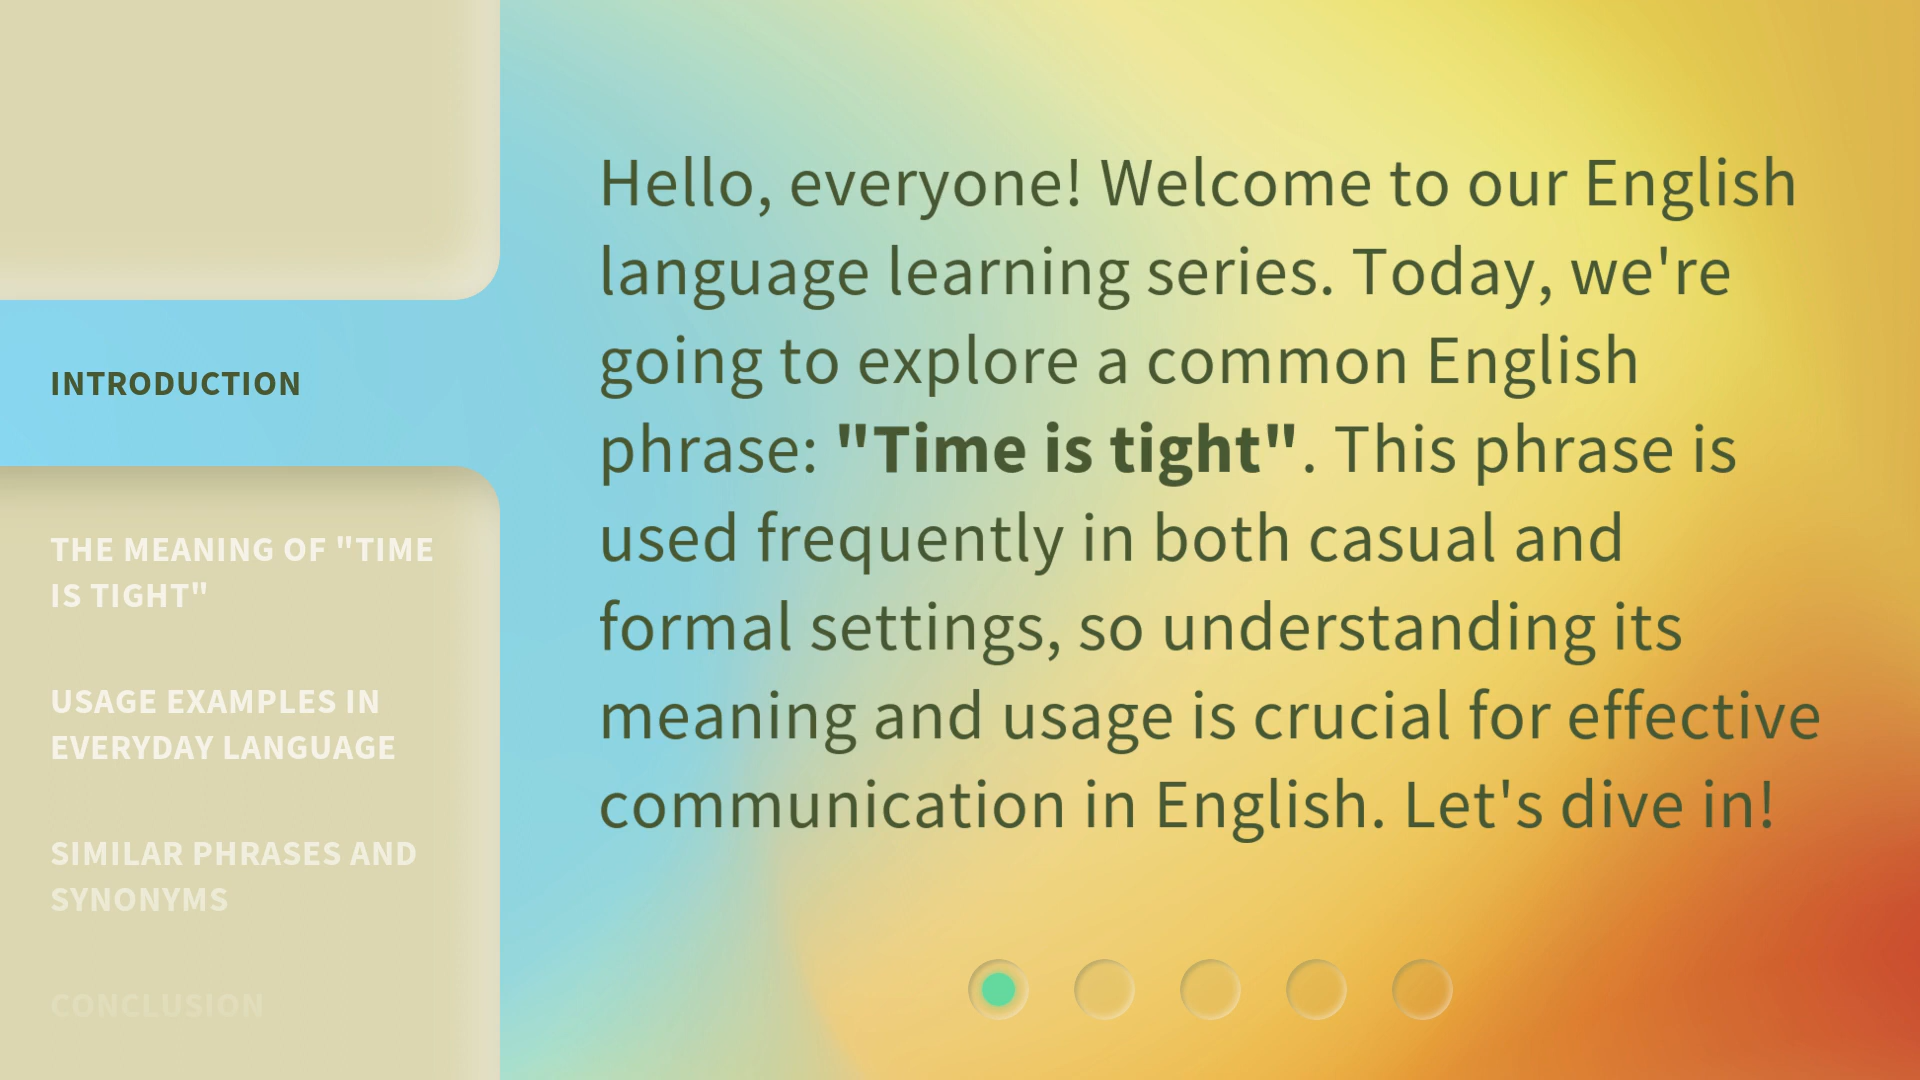 INTRODUCTION
THE MEANING OF "TIME
IS TIGHT"
USAGE EXAMPLES IN
EVERYDAY LANGUAGE
SIMILAR PHRASES AND
SYNONYMS
CONCLUSION
Hello, everyone! Welcome to our English
language learning series. Today, we're
going to explore a common English
phrase: "Time is tight". This phrase is
used frequently in both casual and
formal settings, so understanding its
meaning and usage is crucial for effective
communication in English. Let's dive in!